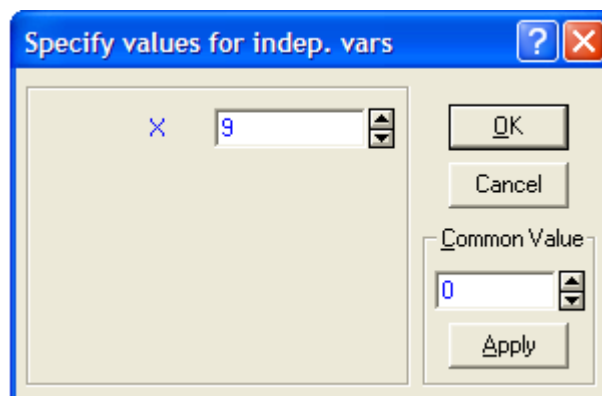 Specify values for indep. vars
X 9
OK
Cancel
Common Value
0
Apply